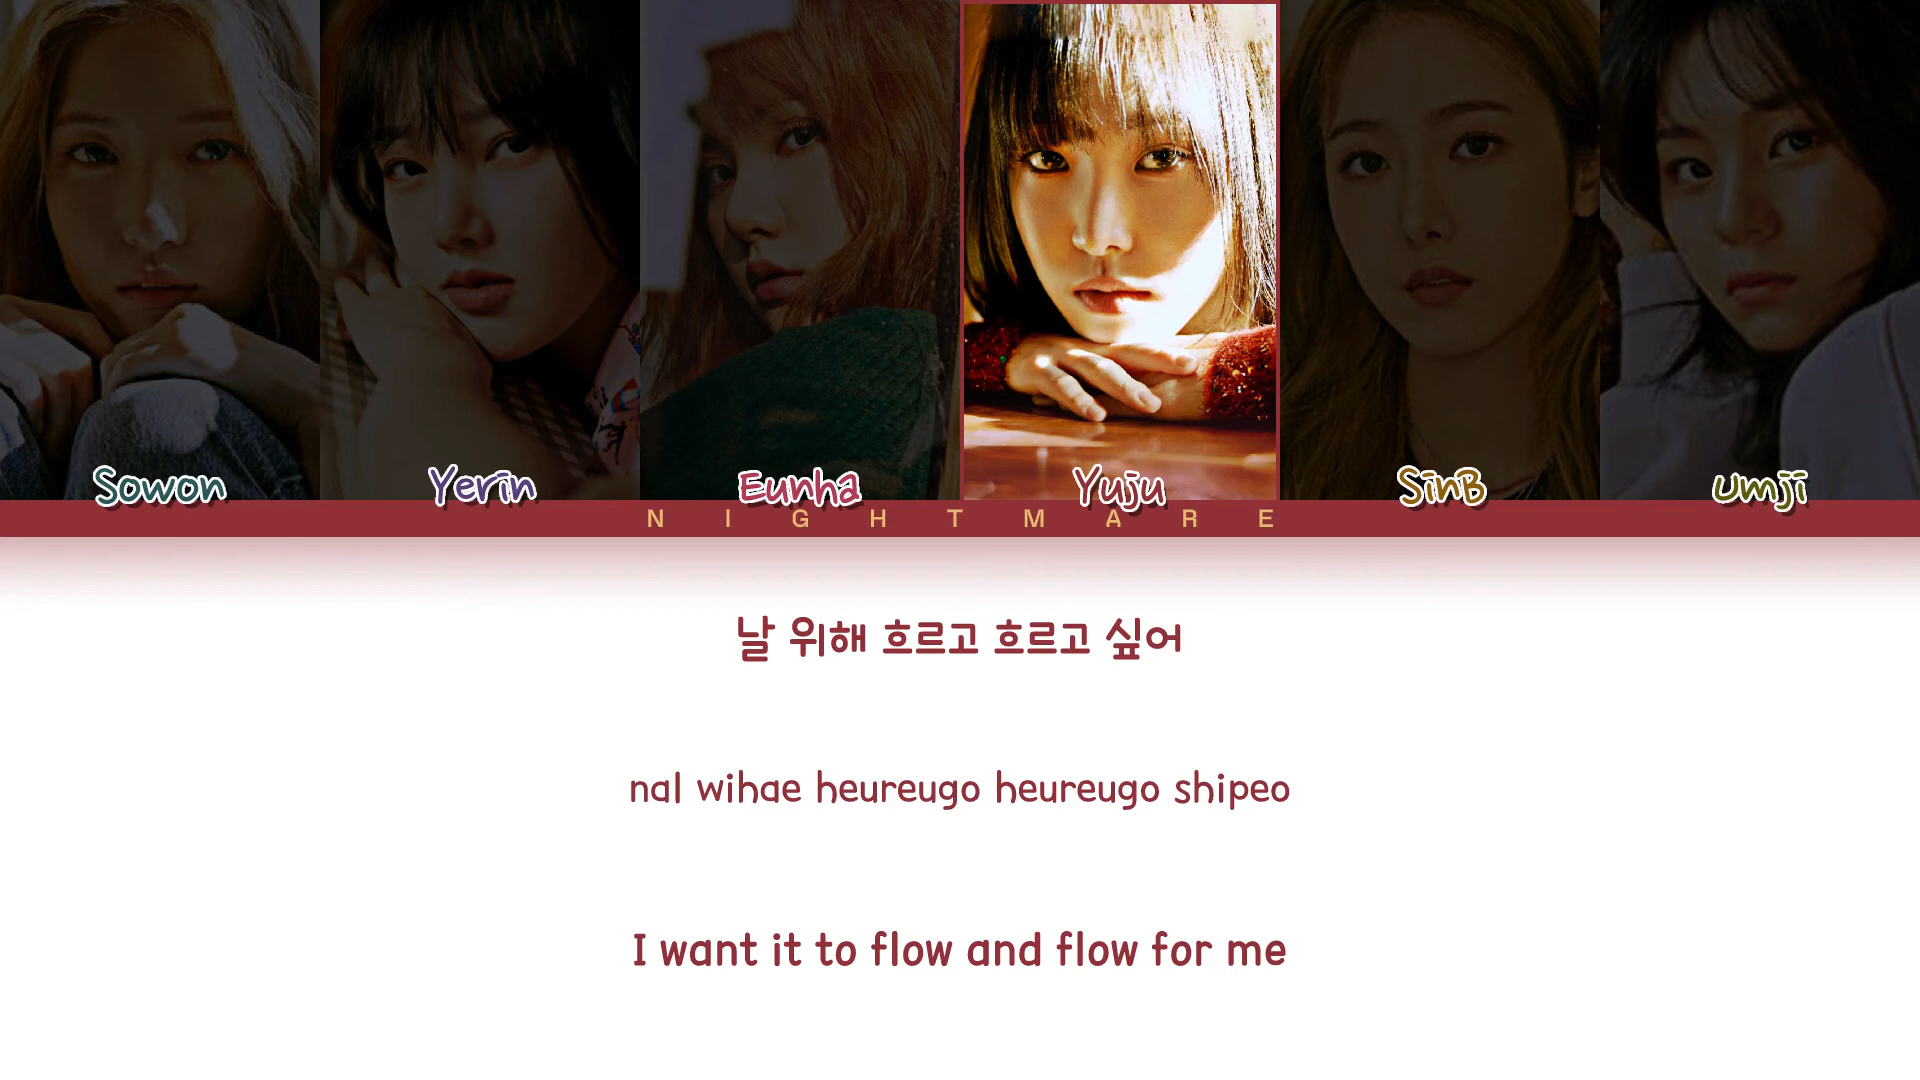 Sowon
Yerin
Eunha
Yuju
SinB
Umji
NIGHTMARE
날 위해 흐르고 흐르고 싶어
nal wihae heureugo heureugo shipeo
I want it to flow and flow for me